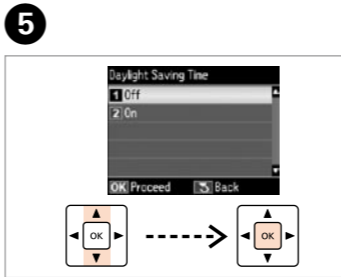 5
Daylight Saving Time
1 Off
2 On
OK Proceed Back
OK OK